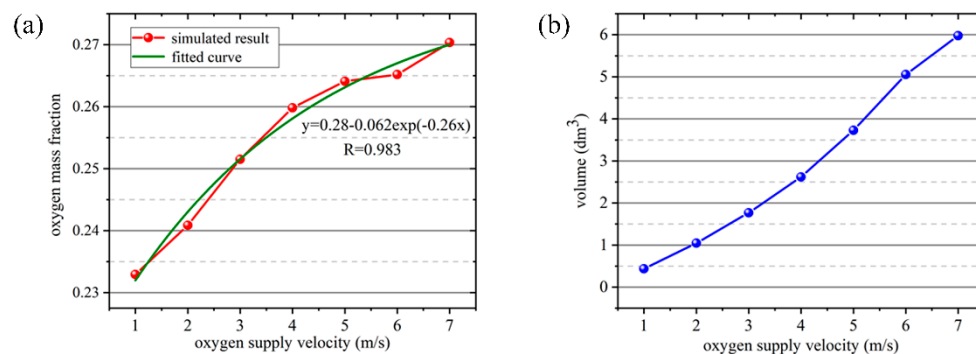 (a)
simulated result
fitted curve
y=0.28-0.062exp(-0.26x)
R=0.983
oxygen mass fraction
0.27
0.26
0.25
0.24
0.23
1 2 3 4 5 6 7
oxygen supply velocity (m/s)
(b)
volume (dm³)
6
5
4
3
2
1
0
1 2 3 4 5 6 7
oxygen supply velocity (m/s)